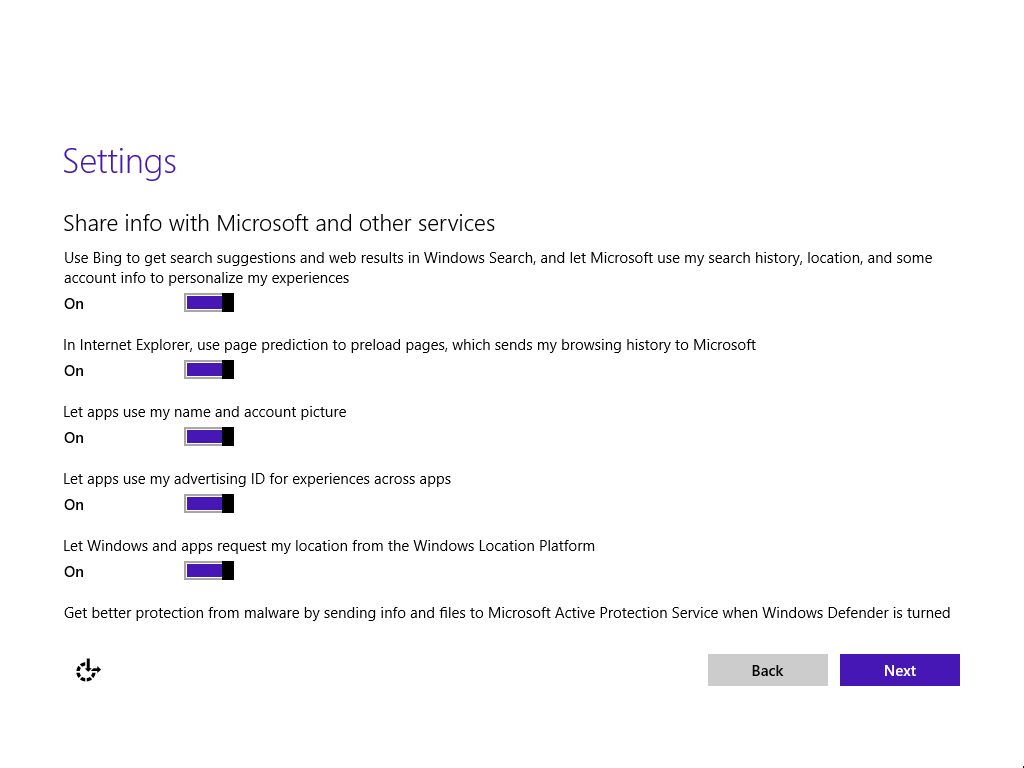 Settings
Share info with Microsoft and other services
Use Bing to get search suggestions and web results in Windows Search, and let Microsoft use my search history, location, and some
account info to personalize my experiences
On
In Internet Explorer, use page prediction to preload pages, which sends my browsing history to Microsoft
On
Let apps use my name and account picture
On
Let apps use my advertising ID for experiences across apps
On
Let Windows and apps request my location from the Windows Location Platform
On
Get better protection from malware by sending info and files to Microsoft Active Protection Service when Windows Defender is turned
Back
Next